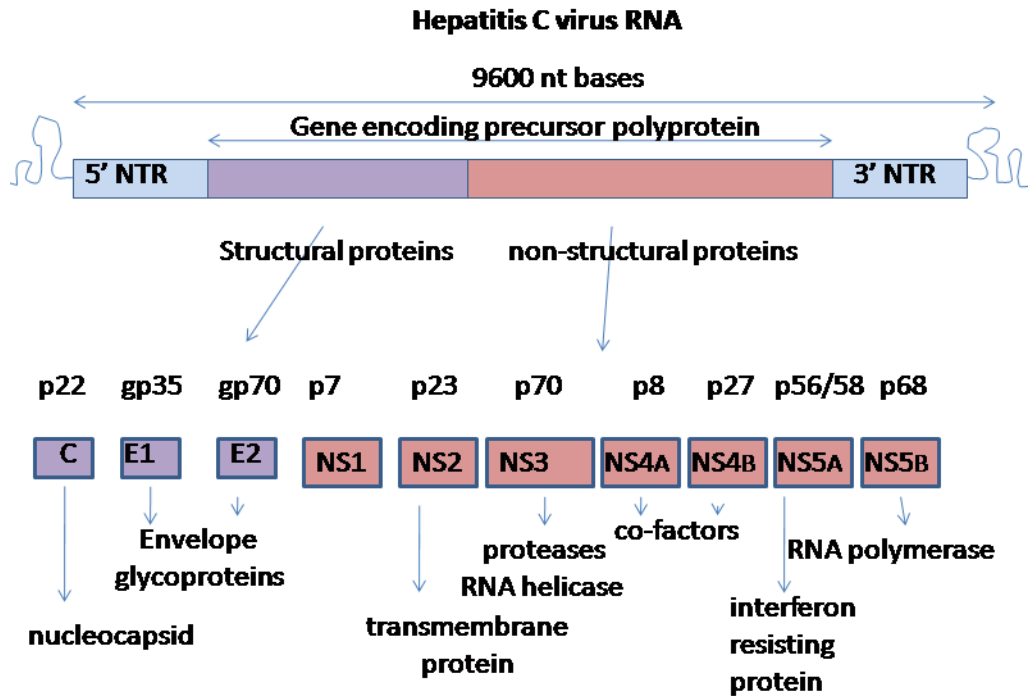 Hepatitis C virus RNA
9600 nt bases
Gene encoding precursor polyprotein
5’ NTR 3’ NTR
Structural proteins non-structural proteins
p22 gp35 gp70 p7 p23 p70 p8 p27 p56/58 p68
C E1 E2 NS1 NS2 NS3 NS4A NS4B NS5A NS5B
Envelope
glycoproteins
proteases
RNA helicase
co-factors
RNA polymerase
nucleocapsid
transmembrane
protein
interferon
resisting
protein